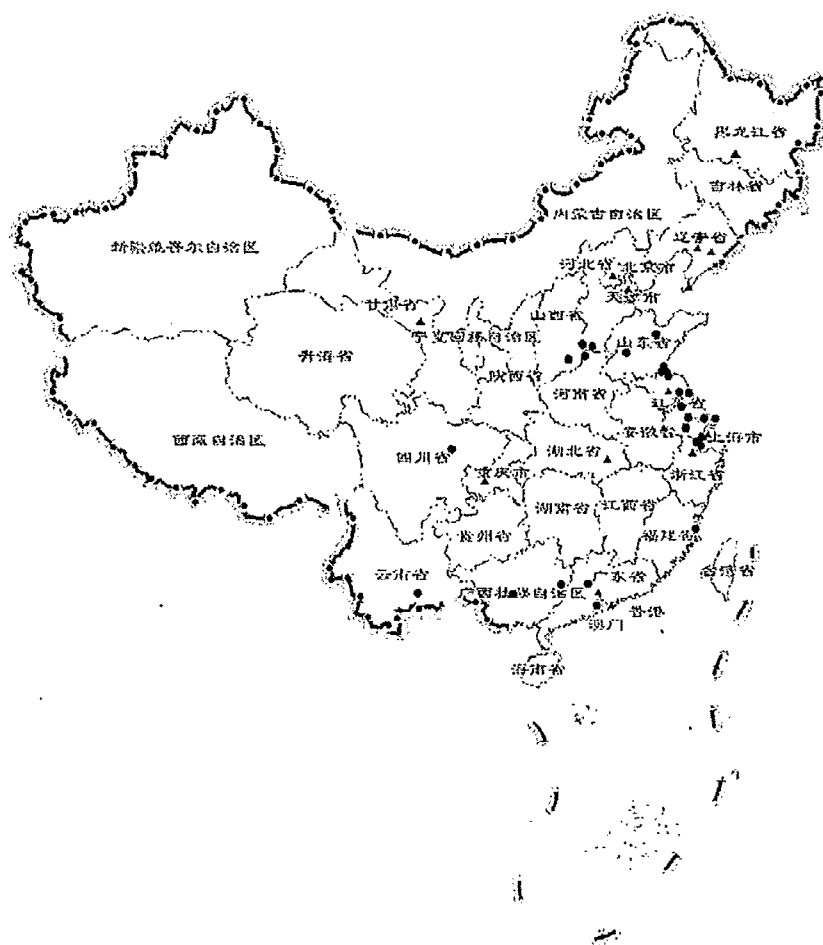 黑龙江省
吉林省
内蒙古自治区
辽宁省
新疆维吾尔自治区
河北省
北京市
天津市
甘肃省
山西省
宁夏回族自治区
山东省
青海省
陕西省
河南省
江苏省
西藏自治区
安徽省
上海市
四川省
湖北省
重庆市
浙江省
湖南省
江西省
贵州省
福建省
云南省
台湾省
西壮族自治区
东省
香港
澳门
海南省